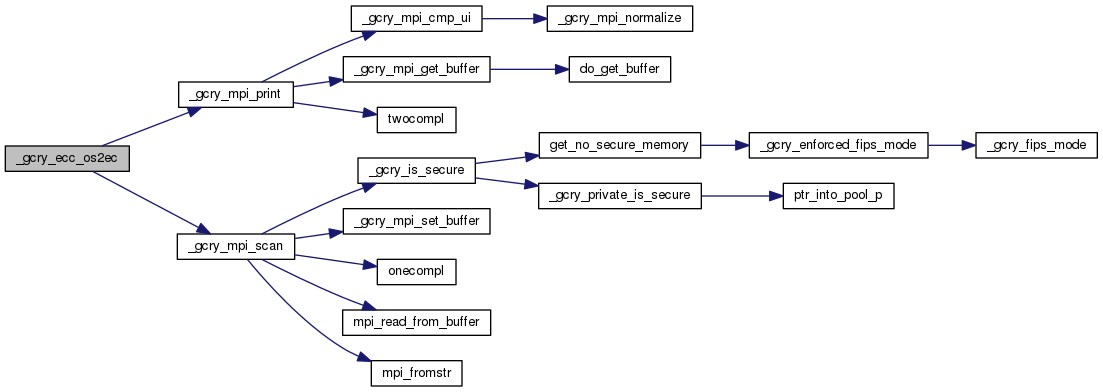 _gcry_ecc_os2ec
_gcry_mpi_print
_gcry_mpi_cmp_ui
_gcry_mpi_normalize
_gcry_mpi_get_buffer
do_get_buffer
twocompl
_gcry_mpi_scan
_gcry_is_secure
get_no_secure_memory
_gcry_enforced_fips_mode
_gcry_fips_mode
_gcry_private_is_secure
ptr_into_pool_p
_gcry_mpi_set_buffer
onecompl
mpi_read_from_buffer
mpi_fromstr